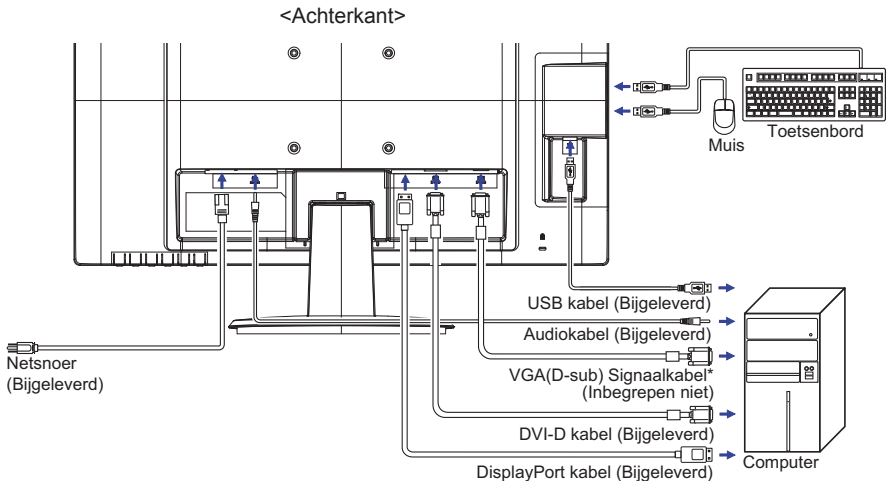 <Achterkant>
Muis
Toetsenbord
USB kabel (Bijgeleverd)
Audiokabel (Bijgeleverd)
Netsnoer
(Bijgeleverd)
VGA(D-sub) Signaalkabel*
(Inbegrepen niet)
DVI-D kabel (Bijgeleverd)
Computer
DisplayPort kabel (Bijgeleverd)